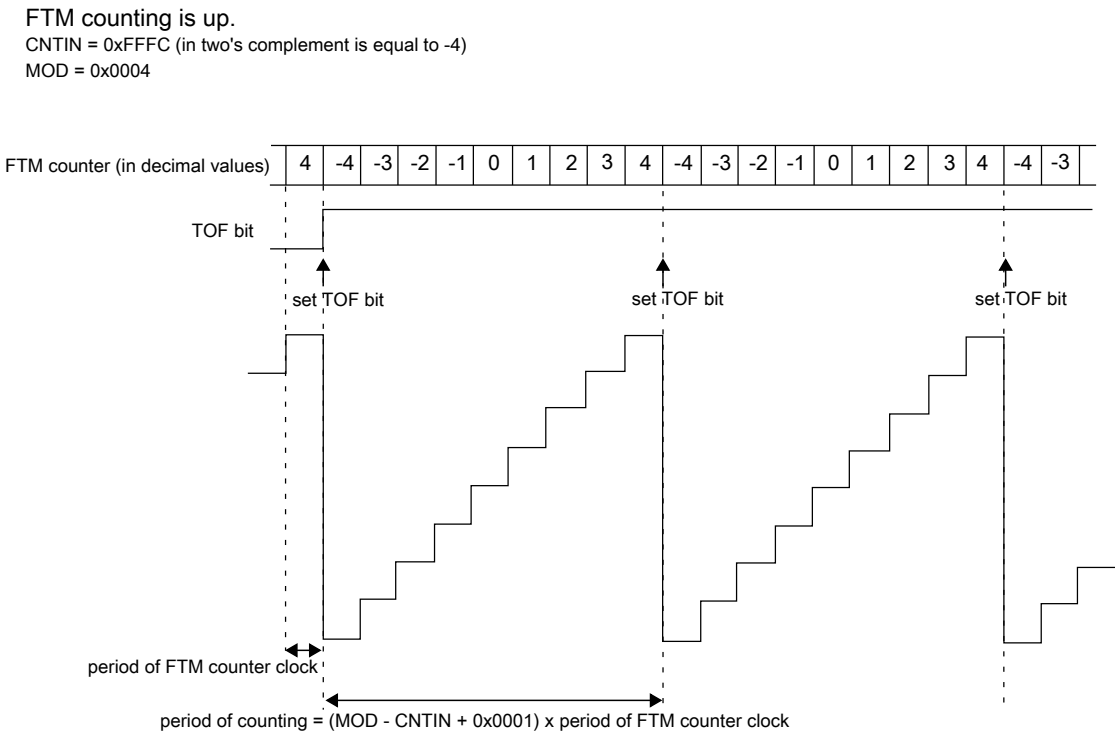 FTM counting is up.
CNTIN = 0xFFFC (in two's complement is equal to -4)
MOD = 0x0004
FTM counter (in decimal values) 4 -4 -3 -2 -1 0 1 2 3 4 -4 -3 -2 -1 0 1 2 3 4 -4 -3
TOF bit
set TOF bit set TOF bit set TOF bit
period of FTM counter clock
period of counting = (MOD - CNTIN + 0x0001) x period of FTM counter clock